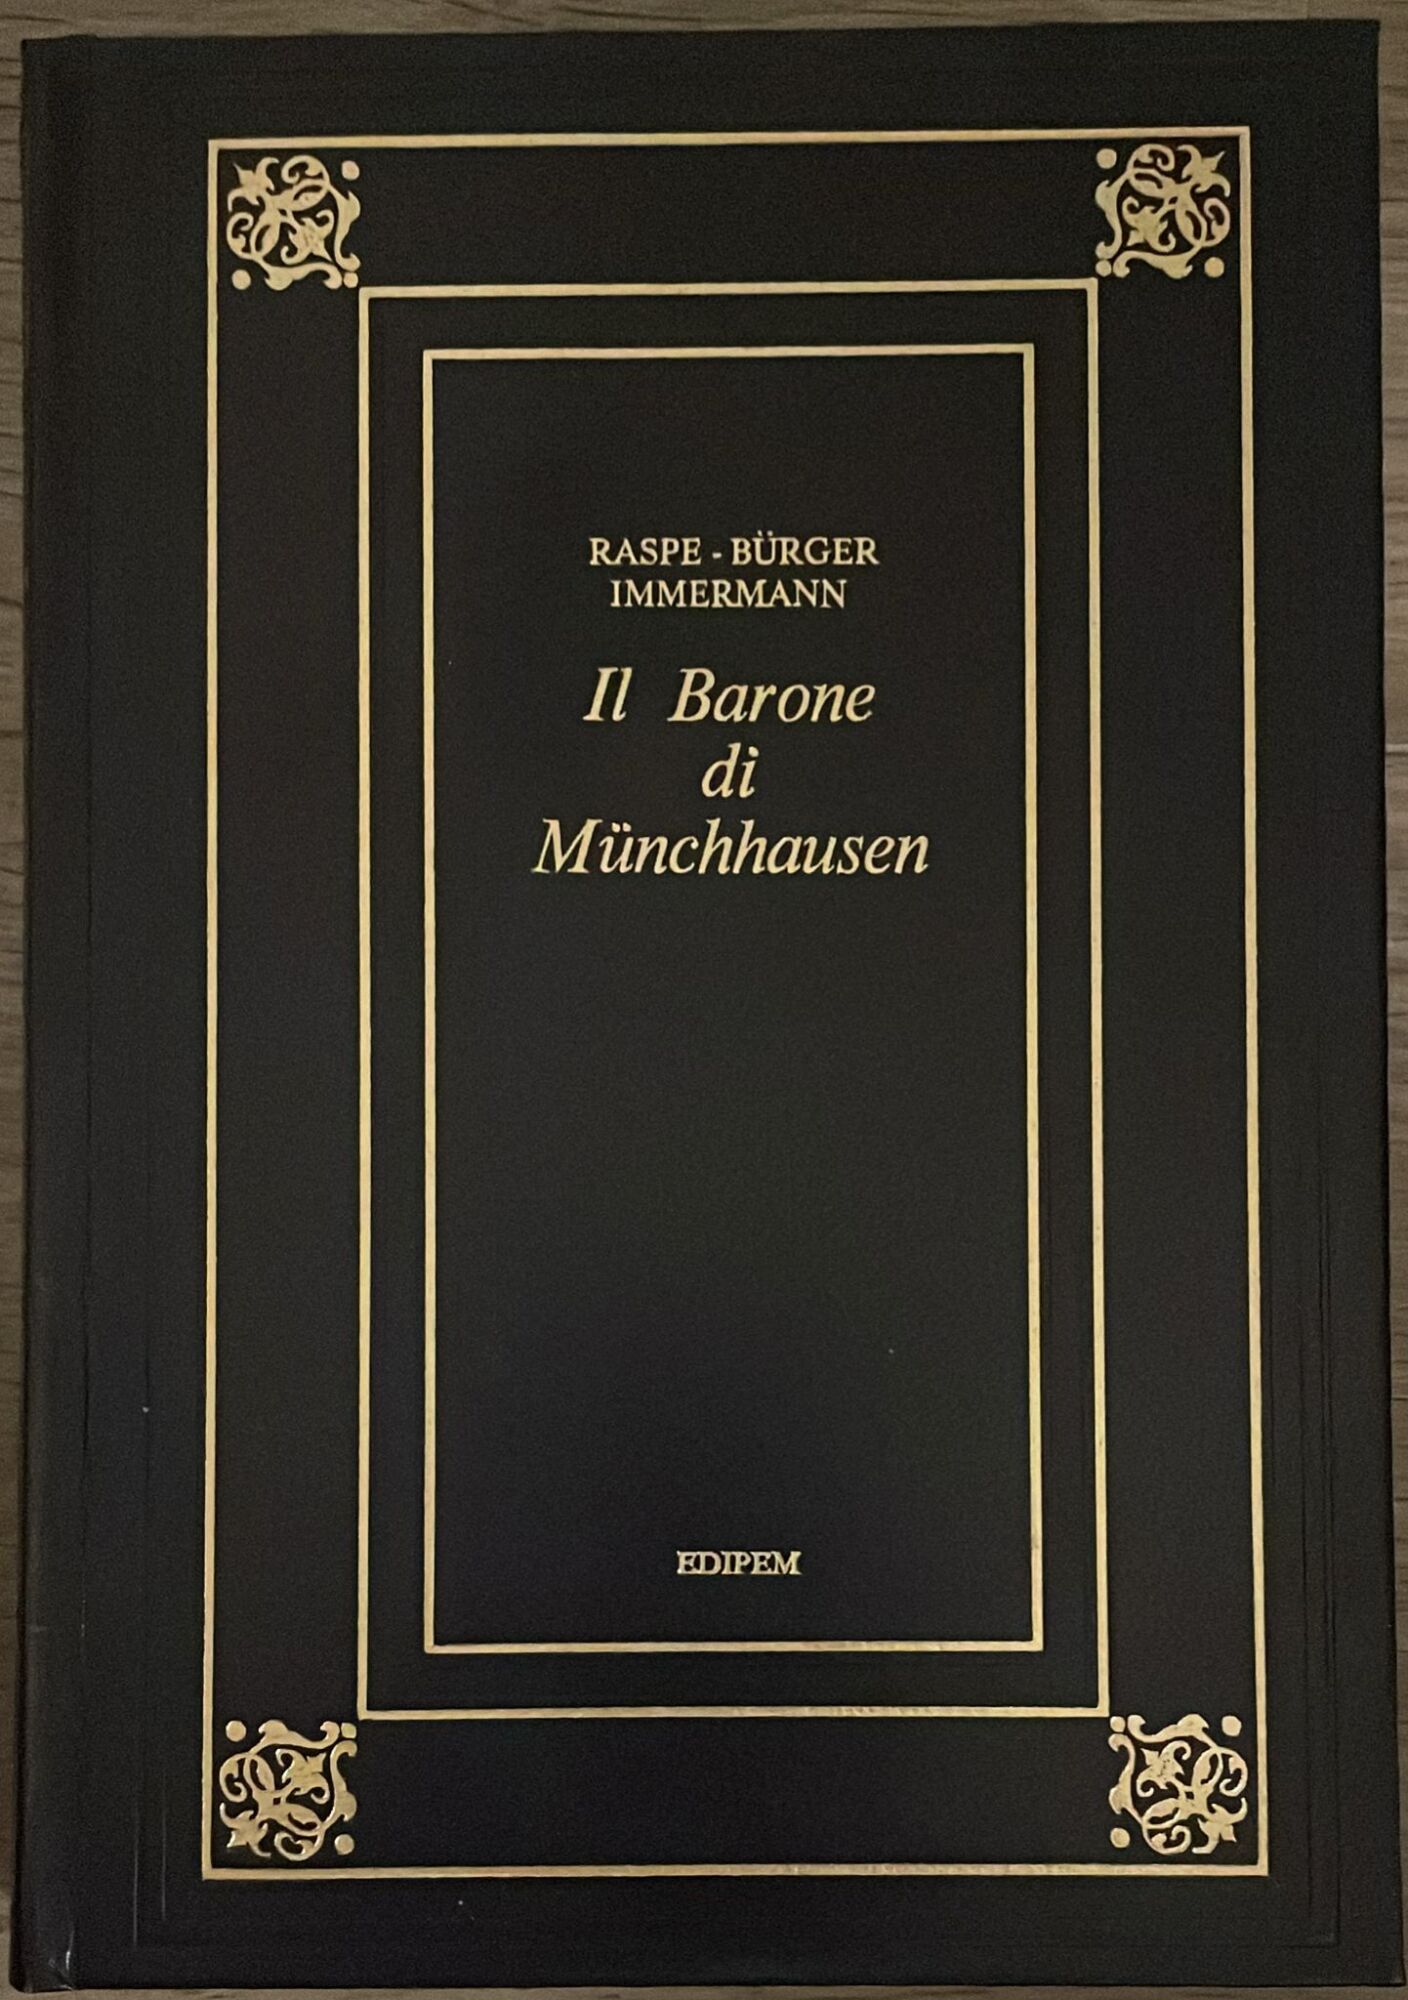 RASPE - BÜRGER
IMMERMANN
Il Barone
di
Münchhausen
EDIPEM